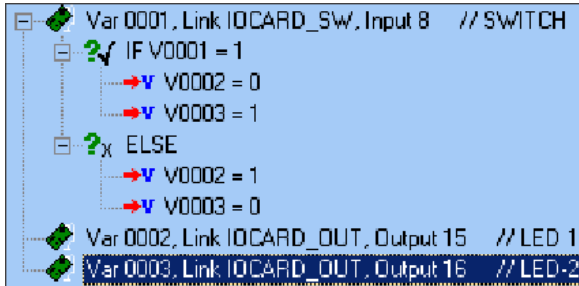 Var 0001, Link IOCARD_SW, Input 8 // SWITCH
IF V0001 = 1
V V0002 = 0
V V0003 = 1
X ELSE
V V0002 = 1
V V0003 = 0
Var 0002, Link IOCARD_OUT, Output 15 // LED 1
Var 0003, Link IOCARD_OUT, Output 16 // LED-2